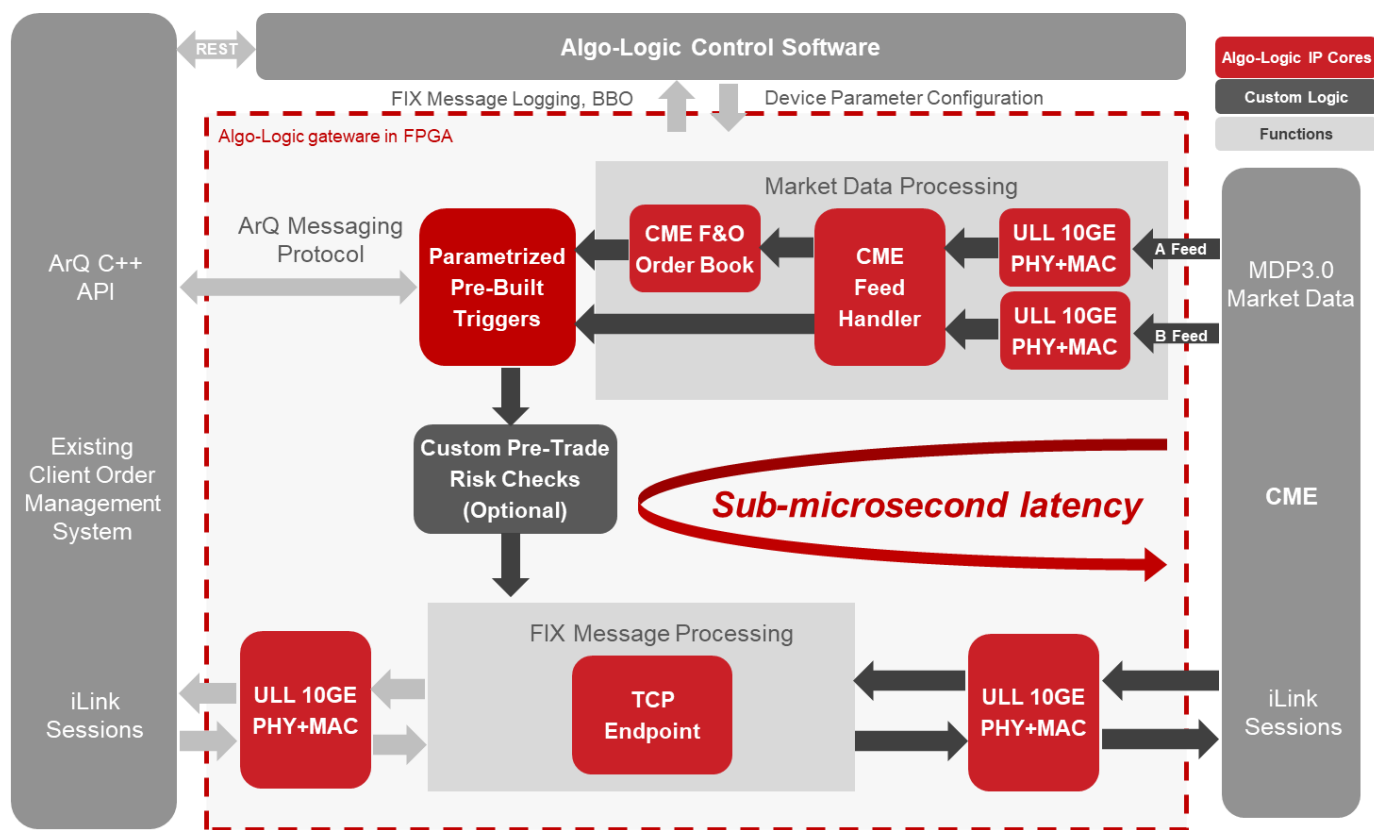 REST
Algo-Logic Control Software
Algo-Logic IP Cores
Custom Logic
Functions
FIX Message Logging, BBO
Device Parameter Configuration
Algo-Logic gateware in FPGA
Market Data Processing
ArQ Messaging
Protocol
Parametrized
Pre-Built
Triggers
CME F&O
Order Book
CME
Feed
Handler
ULL 10GE
PHY+MAC
ULL 10GE
PHY+MAC
A Feed
B Feed
ArQ C++
API
MDP3.0
Market Data
Existing
Client Order
Management
System
Custom Pre-Trade
Risk Checks
(Optional)
Sub-microsecond latency
CME
FIX Message Processing
iLink
Sessions
ULL 10GE
PHY+MAC
TCP
Endpoint
ULL 10GE
PHY+MAC
iLink
Sessions